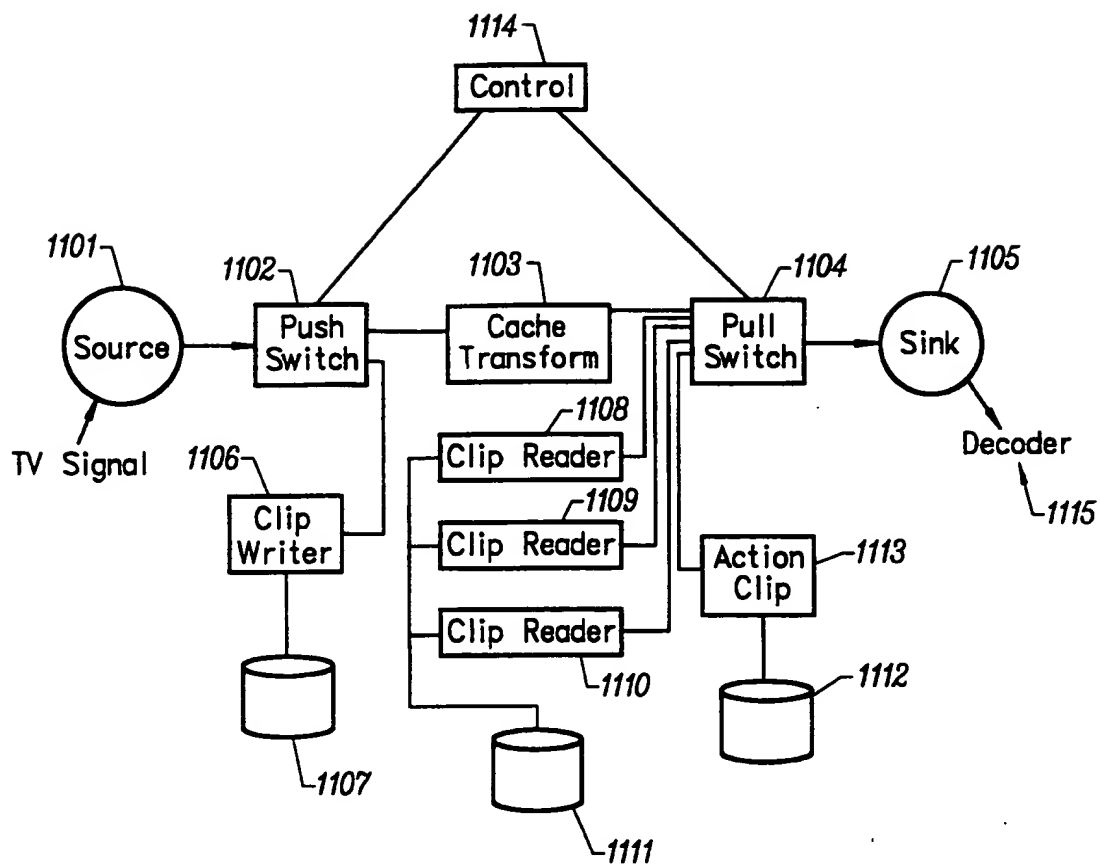 1114
Control
1101
1102
1103
1104
1105
Source
Push
Switch
Cache
Transform
Pull
Switch
Sink
TV Signal
1106
Clip
Writer
1107
1108
Clip Reader
1109
Clip Reader
Clip Reader
1110
1111
Decoder
1115
Action
Clip
1113
1112